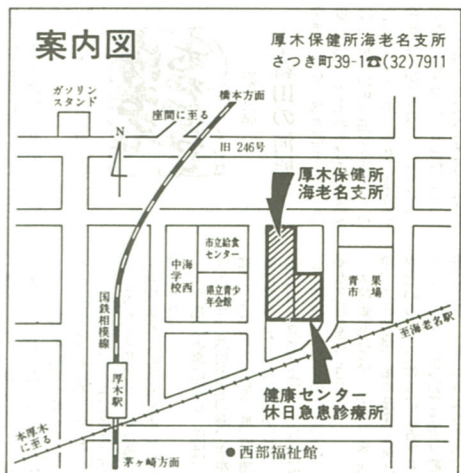 案内図
厚木保健所海老名支所
さつき町39-1☎(32)7911
ガソリン
スタンド
座間に至る
橋本方面
N
旧 246号
厚木保健所
海老名支所
海西
中学校
市立給食
センター
県立青少
年会館
青果
市場
国鉄相模線
至海老名駅
厚木駅
健康センター
休日急患診療所
本厚木
に至る
茅ヶ崎方面
●西部福祉館